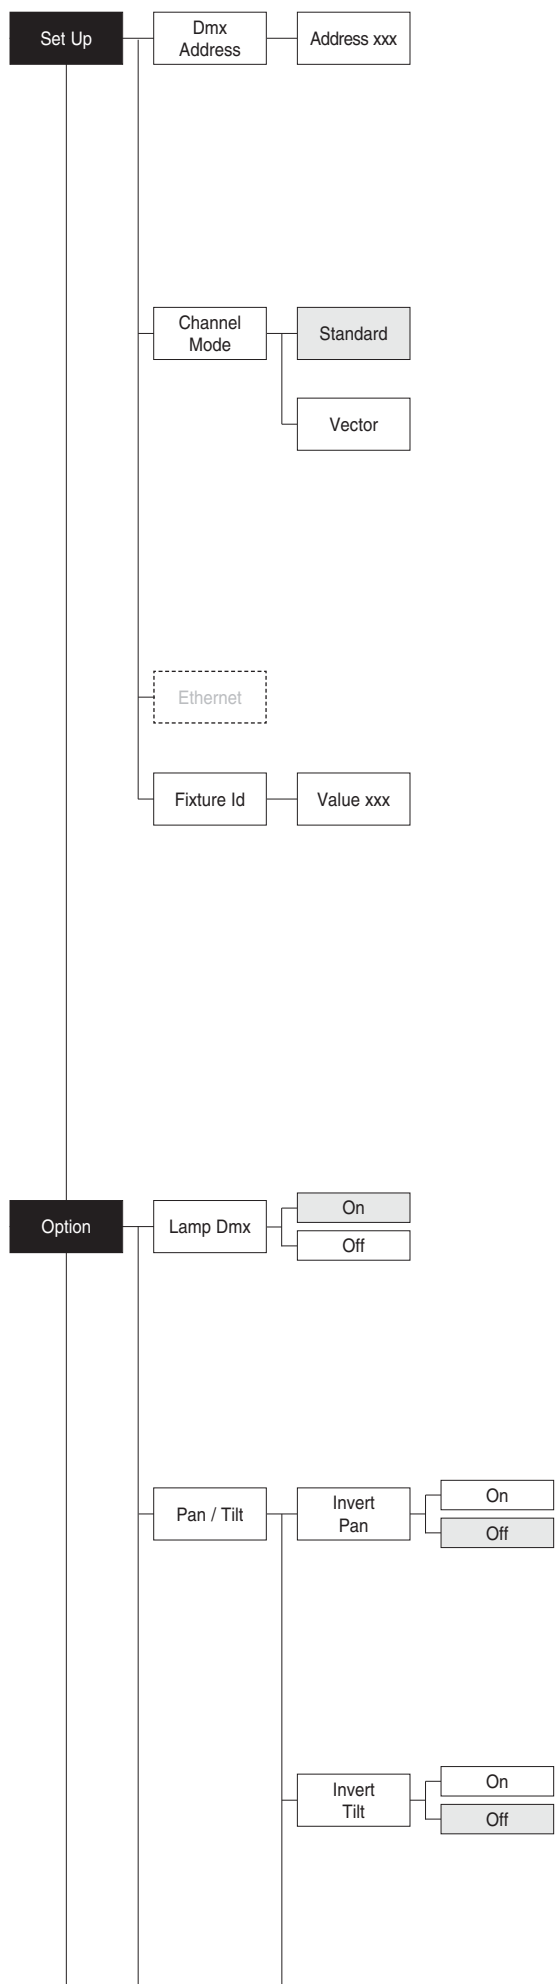 Set Up
Dmx
Address
Address xxx
Channel
Mode
Standard
Vector
Ethernet
Fixture Id
Value xxx
Option
Lamp Dmx
On
Off
Pan / Tilt
Invert
Pan
On
Off
Invert
Tilt
On
Off